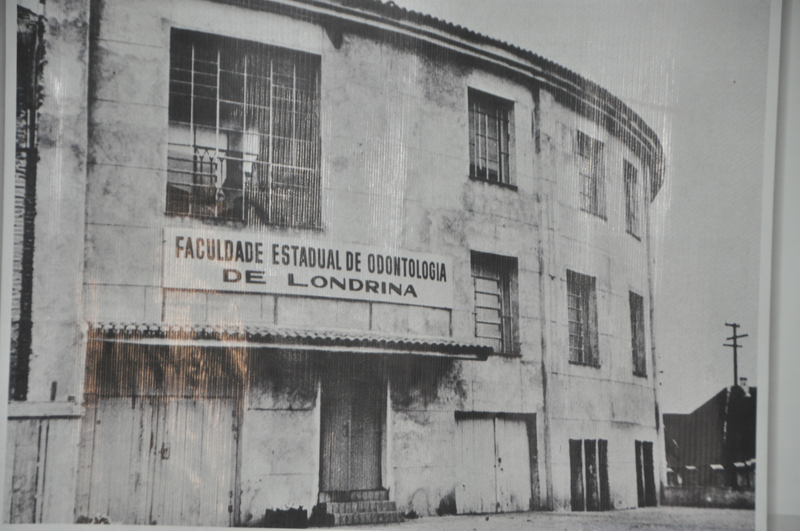 FACULDADE ESTADUAL DE ODONTOLOGIA
DE LONDRINA